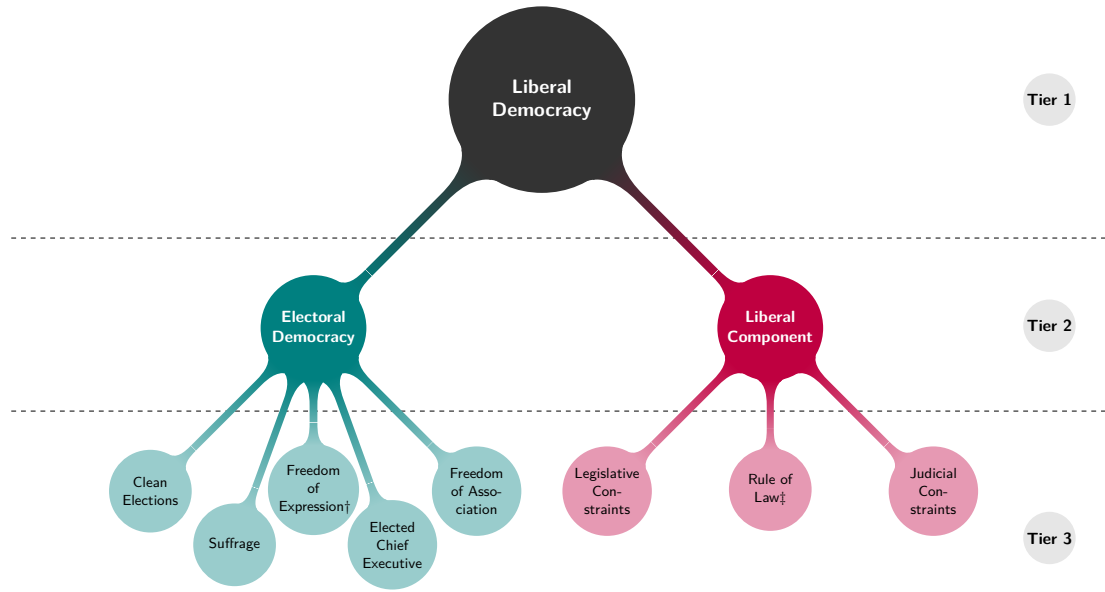 Liberal
Democracy
Tier 1
Electoral
Democracy
Liberal
Component
Tier 2
Clean
Elections
Suffrage
Freedom
of
Expression†
Elected
Chief
Executive
Freedom
of Asso-
ciation
Legislative
Con-
straints
Rule of
Law‡
Judicial
Con-
straints
Tier 3